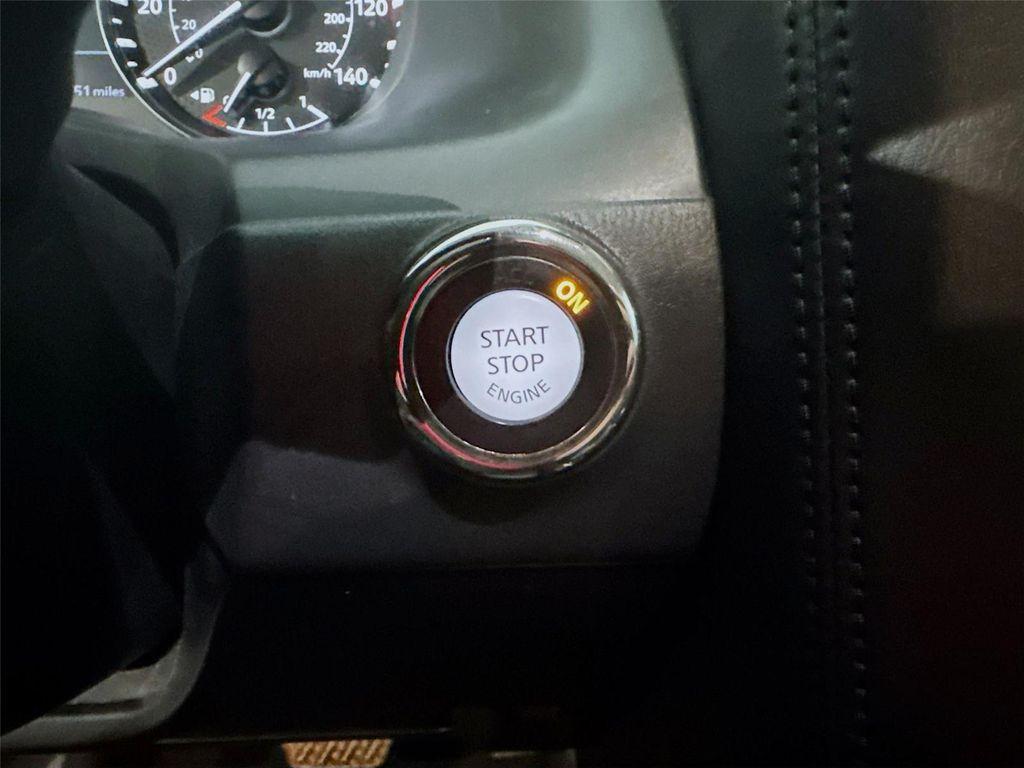 20
20
0
120
200
220
km/h 140
51 miles
1/2
1
ON
START
STOP
ENGINE